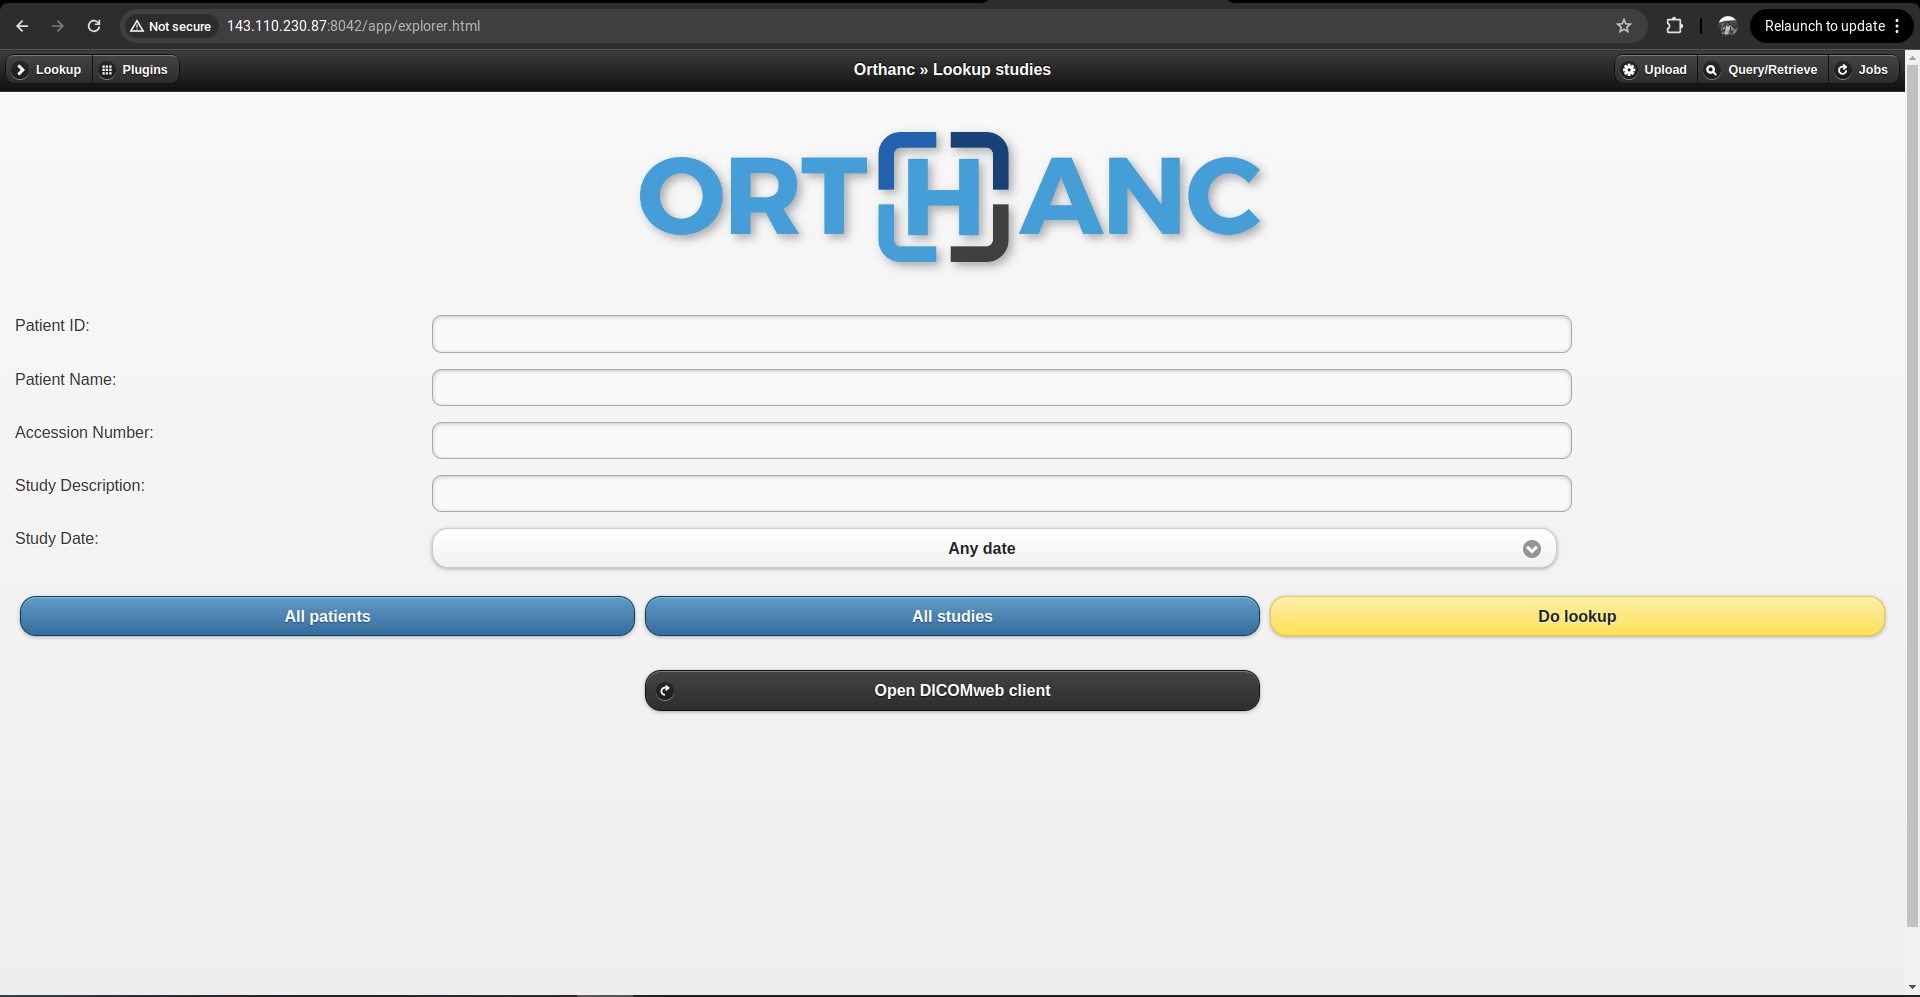 Not secure 143.110.230.87:8042/app/explorer.html Relaunch to update
Lookup Plugins Orthanc » Lookup studies Upload Query/Retrieve Jobs
ORTHANC
Patient ID:
Patient Name:
Accession Number:
Study Description:
Study Date: Any date
All patients All studies Do lookup
Open DICOMweb client